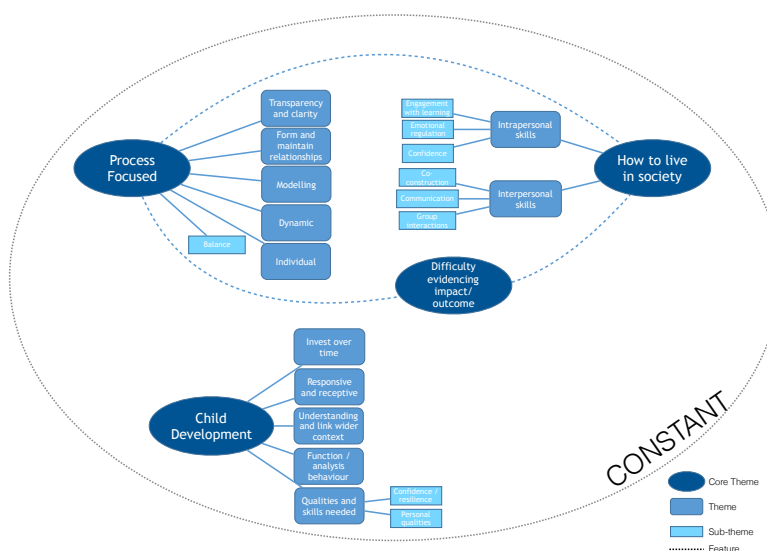 Transparency
and clarity
Form and
maintain
relationships
Modelling
Dynamic
Individual
Balance
Process
Focused
Engagement
with learning
Emotional
regulation
Confidence
Co-
construction
Communication
Group
interactions
Intrapersonal
skills
Interpersonal
skills
How to live
in society
Difficulty
evidencing
impact/
outcome
Invest over
time
Responsive
and receptive
Understanding
and link wider
context
Function /
analysis
behaviour
Qualities and
skills needed
Confidence /
resilience
Personal
qualities
Child
Development
CONSTANT
Core Theme
Theme
Sub-theme
Feature